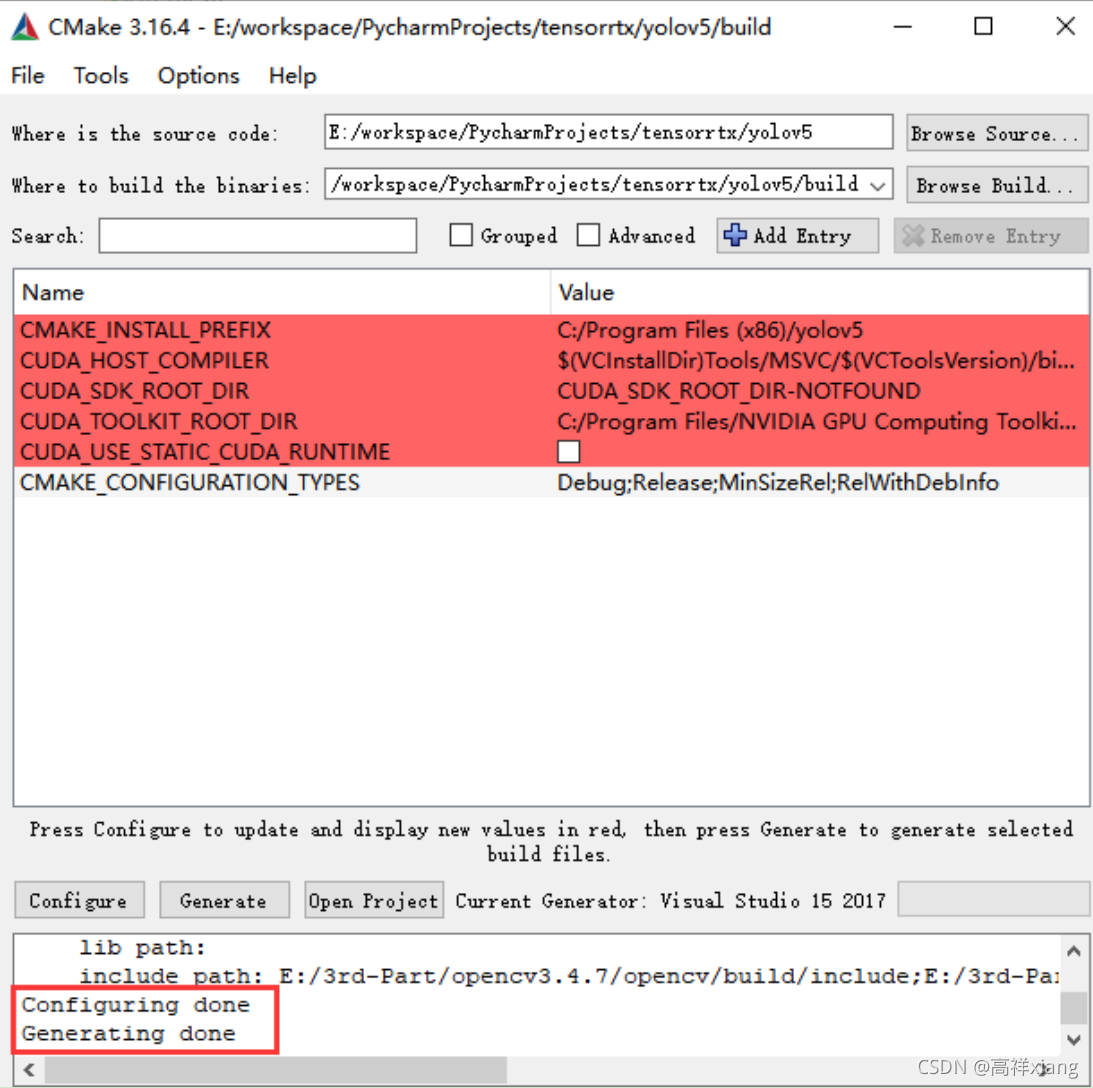 CMake 3.16.4 - E:/workspace/PycharmProjects/tensorrtx/yolov5/build
File Tools Options Help
Where is the source code: E:/workspace/PycharmProjects/tensorrtx/yolov5 Browse Source...
Where to build the binaries: /workspace/PycharmProjects/tensorrtx/yolov5/build Browse Build...
Search: Grouped Advanced Add Entry Remove Entry
Name Value
CMAKE_INSTALL_PREFIX C:/Program Files (x86)/yolov5
CUDA_HOST_COMPILER $(VCInstallDir)Tools/MSVC/$(VCToolsVersion)/bi...
CUDA_SDK_ROOT_DIR CUDA_SDK_ROOT_DIR-NOTFOUND
CUDA_TOOLKIT_ROOT_DIR C:/Program Files/NVIDIA GPU Computing Toolki...
CUDA_USE_STATIC_CUDA_RUNTIME
CMAKE_CONFIGURATION_TYPES Debug;Release;MinSizeRel;RelWithDebInfo
Press Configure to update and display new values in red, then press Generate to generate selected
build files.
Configure Generate Open Project Current Generator: Visual Studio 15 2017
lib path:
include path: E:/3rd-Part/opencv3.4.7/opencv/build/include;E:/3rd-Pa
Configuring done
Generating done
CSDN @高祥xiang